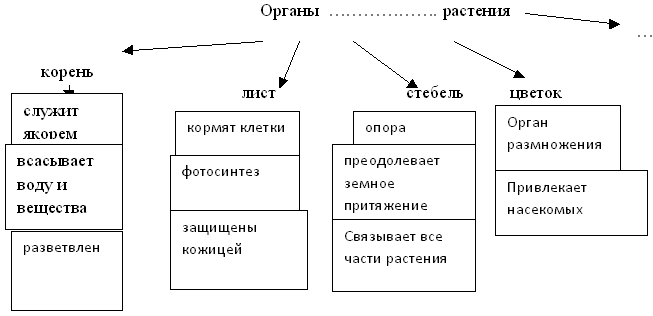 Органы ………………. растения
…
корень
лист
стебель
цветок
служит
якорем
всасывает
воду и
вещества
разветвлен
кормят клетки
фотосинтез
защищены
кожицей
опора
преодолевает
земное
притяжение
Связывает все
части растения
Орган
размножения
Привлекает
насекомых